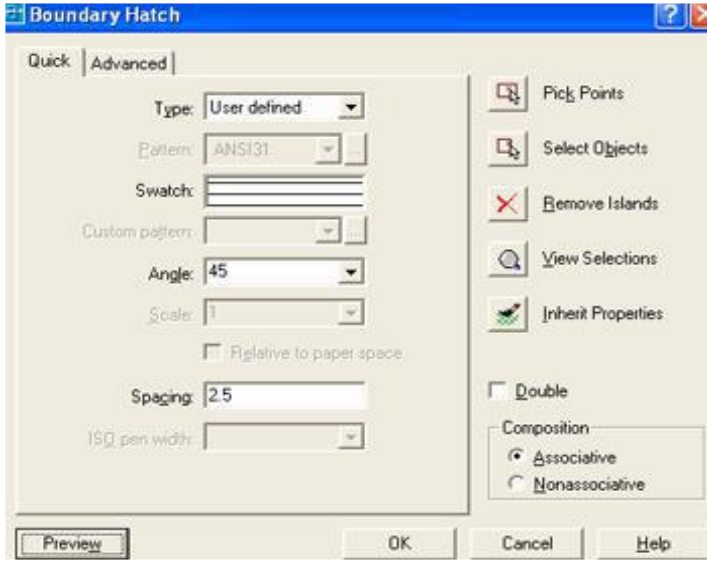 Boundary Hatch
Quick Advanced
Type: User defined
Pattern: ANSI31 ...
Swatch:
Custom pattern: ...
Angle: 45
Scale: 1
Relative to paper space
Spacing: 2.5
ISO pen width:
Pick Points
Select Objects
Remove Islands
View Selections
Inherit Properties
Double
Composition
Associative
Nonassociative
Preview OK Cancel Help